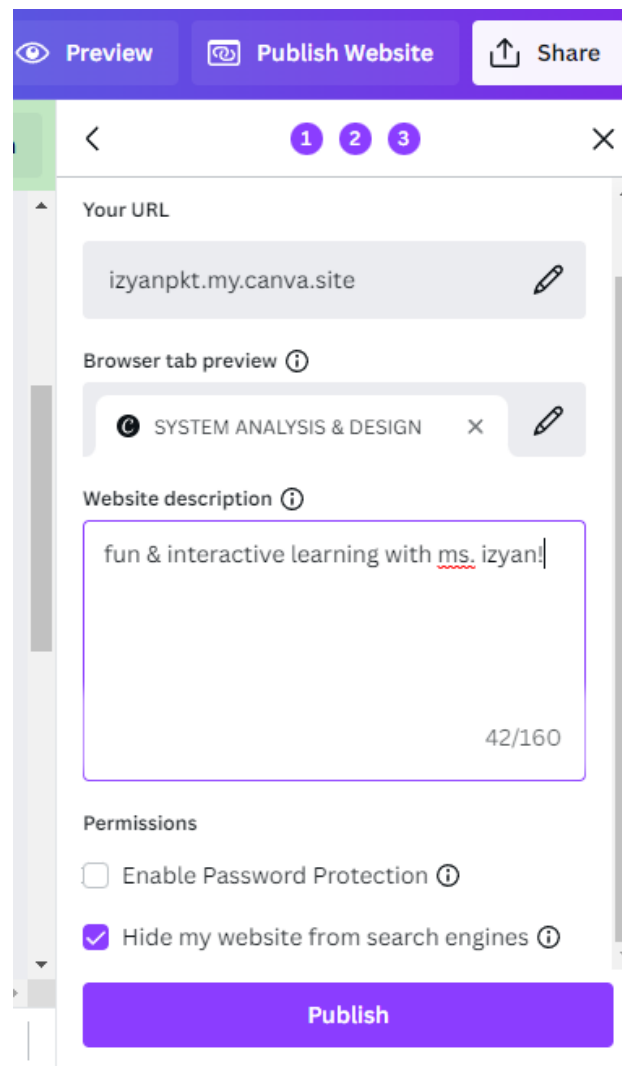 Preview Publish Website Share
1 2 3
Your URL
izyanpkt.my.canva.site
Browser tab preview
SYSTEM ANALYSIS & DESIGN
Website description
fun & interactive learning with ms. izyan!
42/160
Permissions
Enable Password Protection
Hide my website from search engines
Publish